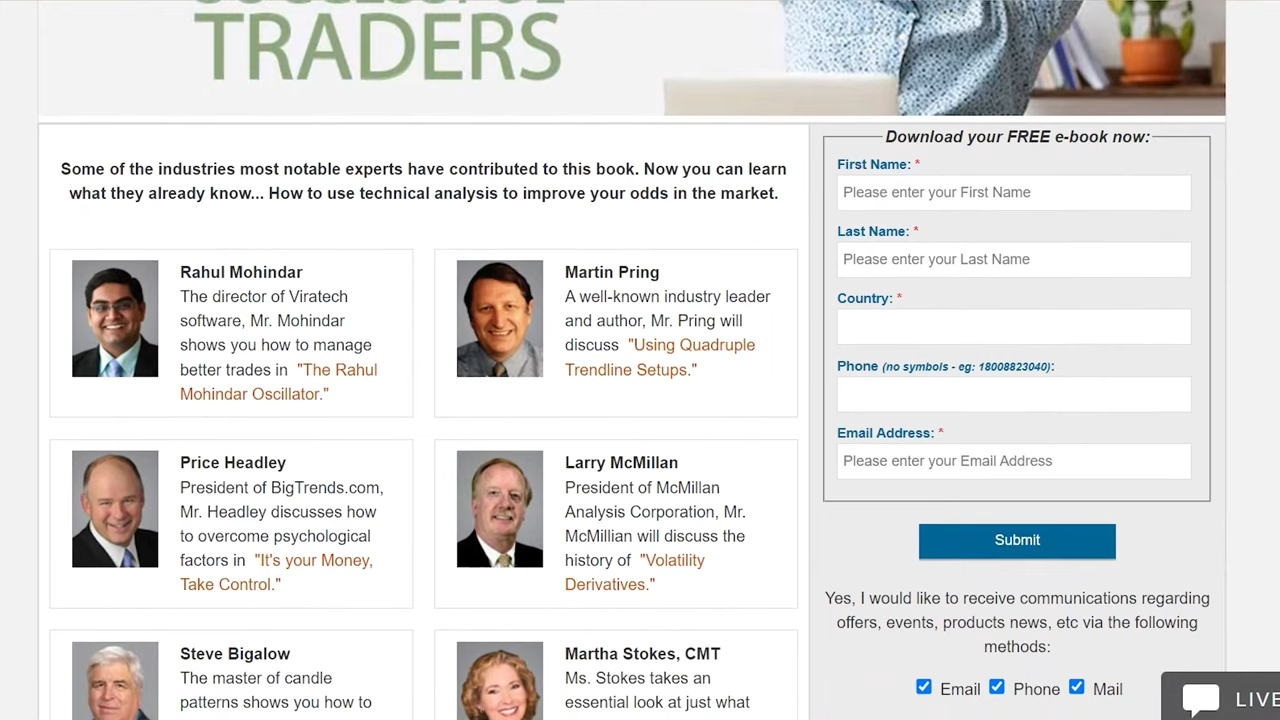 TRADERS
Some of the industries most notable experts have contributed to this book. Now you can learn
what they already know... How to use technical analysis to improve your odds in the market.
Rahul Mohindar
The director of Viratech
software, Mr. Mohindar
shows you how to manage
better trades in "The Rahul
Mohindar Oscillator."
Martin Pring
A well-known industry leader
and author, Mr. Pring will
discuss "Using Quadruple
Trendline Setups."
Price Headley
President of BigTrends.com,
Mr. Headley discusses how
to overcome psychological
factors in "It's your Money,
Take Control."
Larry McMillan
President of McMillan
Analysis Corporation, Mr.
McMillian will discuss the
history of "Volatility
Derivatives."
Steve Bigalow
The master of candle
patterns shows you how to
Martha Stokes, CMT
Ms. Stokes takes an
essential look at just what
Download your FREE e-book now:
First Name: *
Please enter your First Name
Last Name: *
Please enter your Last Name
Country: *
Phone (no symbols - eg: 18008823040):
Email Address: *
Please enter your Email Address
Submit
Yes, I would like to receive communications regarding
offers, events, products news, etc via the following
methods:
Email Phone Mail
LIVE